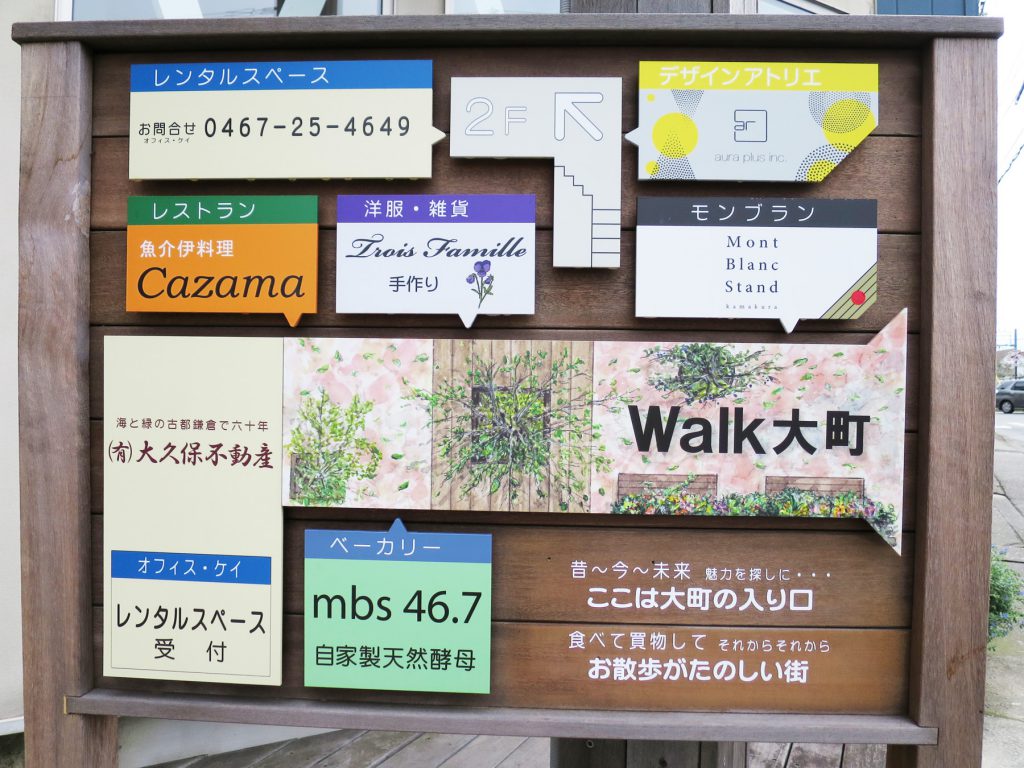 レンタルスペース
お問合せ 0467-25-4649
オフィス・ケイ
2F
デザインアトリエ
ar
aura plus inc.
レストラン
魚介伊料理
Cazama
洋服・雑貨
Trois Famille
手作り
モンブラン
Mont
Blanc
Stand
kamakura
海と緑の古都鎌倉で六十年
(有)大久保不動産
Walk大町
オフィス・ケイ
レンタルスペース
受付
ベーカリー
mbs 46.7
自家製天然酵母
昔〜今〜未来 魅力を探しに・・・
ここは大町の入り口
食べて買物して それからそれから
お散歩がたのしい街